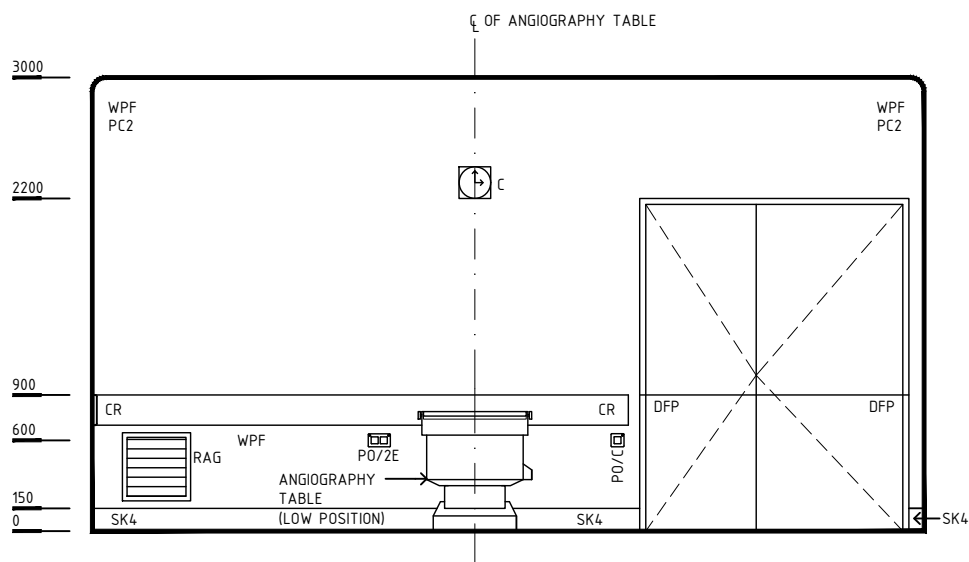 ℄ OF ANGIOGRAPHY TABLE
3000
WPF
PC2
WPF
PC2
C
2200
900
CR
CR
DFP
DFP
600
WPF
RAG
PO/2E
PO/C
ANGIOGRAPHY
TABLE
(LOW POSITION)
150
0
SK4
SK4
SK4